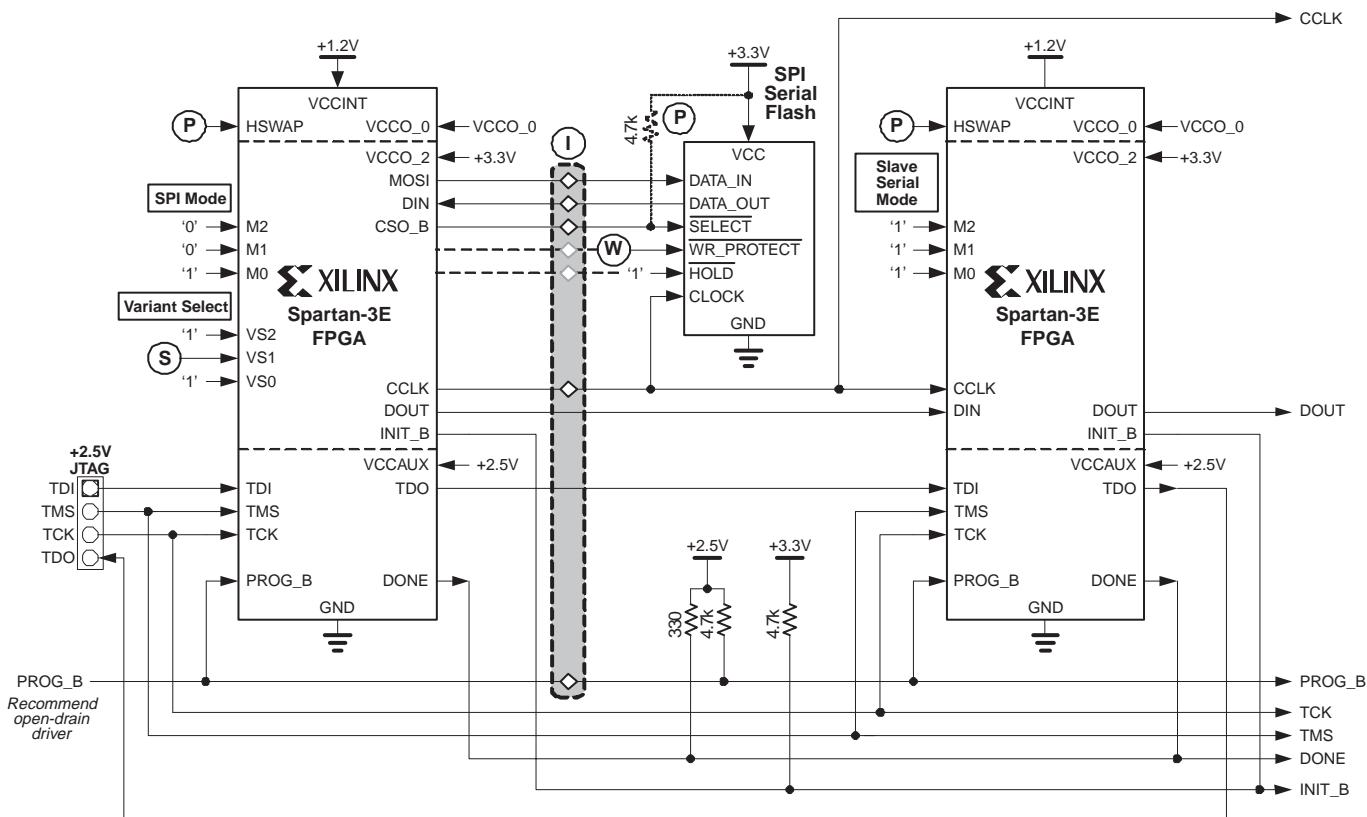 CCLK
+1.2V
+3.3V
+1.2V
SPI
Serial
Flash
VCCINT
P
HSWAP
VCCO_0
VCCO_0
VCCO_2
+3.3V
I
4.7k
P
VCC
VCCINT
P
HSWAP
VCCO_0
VCCO_0
VCCO_2
+3.3V
MOSI
DATA_IN
SPI Mode
DIN
DATA_OUT
Slave
Serial
Mode
'0'
M2
CSO_B
SELECT
'1'
M2
'0'
M1
W
WR_PROTECT
'1'
M1
'1'
M0
'1'
HOLD
'1'
M0
XILINX
CLOCK
XILINX
Variant Select
Spartan-3E
FPGA
GND
Spartan-3E
FPGA
'1'
VS2
S
VS1
'1'
VS0
CCLK
CCLK
DOUT
DIN
DOUT
DOUT
INIT_B
INIT_B
+2.5V
JTAG
VCCAUX
+2.5V
VCCAUX
+2.5V
TDI
TDI
TDO
TDI
TDO
TMS
TMS
TMS
TCK
TCK
TCK
TDO
+2.5V
+3.3V
PROG_B
DONE
PROG_B
DONE
GND
330
4.7k
4.7k
GND
PROG_B
PROG_B
Recommend
open-drain
driver
TCK
TMS
DONE
INIT_B